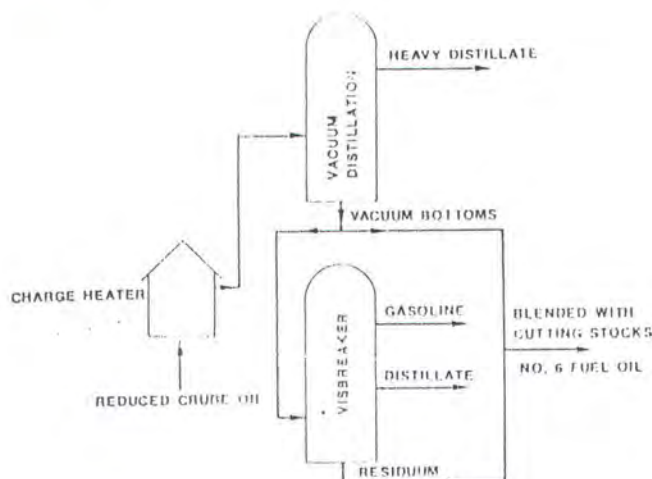 HEAVY DISTILLATE
VACUUM
DISTILLATION
VACUUM BOTTOMS
CHARGE HEATER
GASOLINE
BLENDED WITH
CUTTING STOCKS
NO. 6 FUEL OIL
VISBREAKER
DISTILLATE
REDUCED CRUDE OIL
RESIDUUM